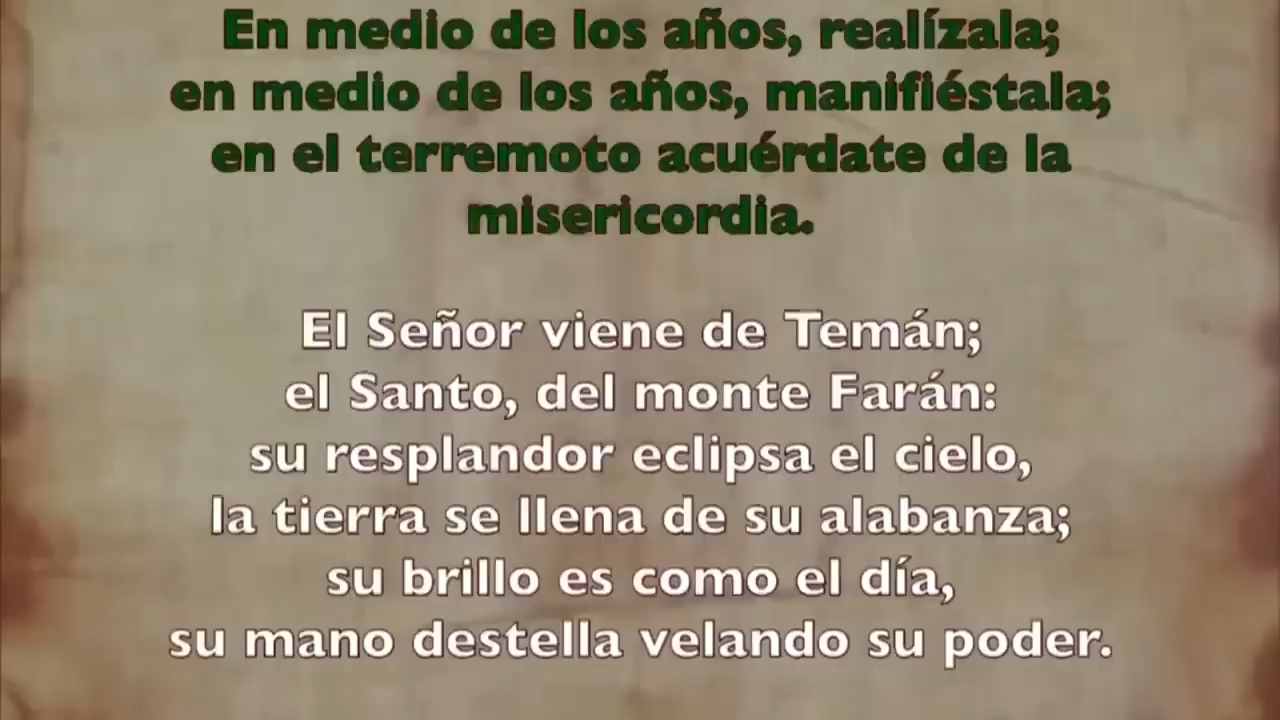 En medio de los años, realízala;
en medio de los años, manifiéstala;
en el terremoto acuérdate de la
misericordia.
El Señor viene de Temán;
el Santo, del monte Farán:
su resplandor eclipsa el cielo,
la tierra se llena de su alabanza;
su brillo es como el día,
su mano destella velando su poder.